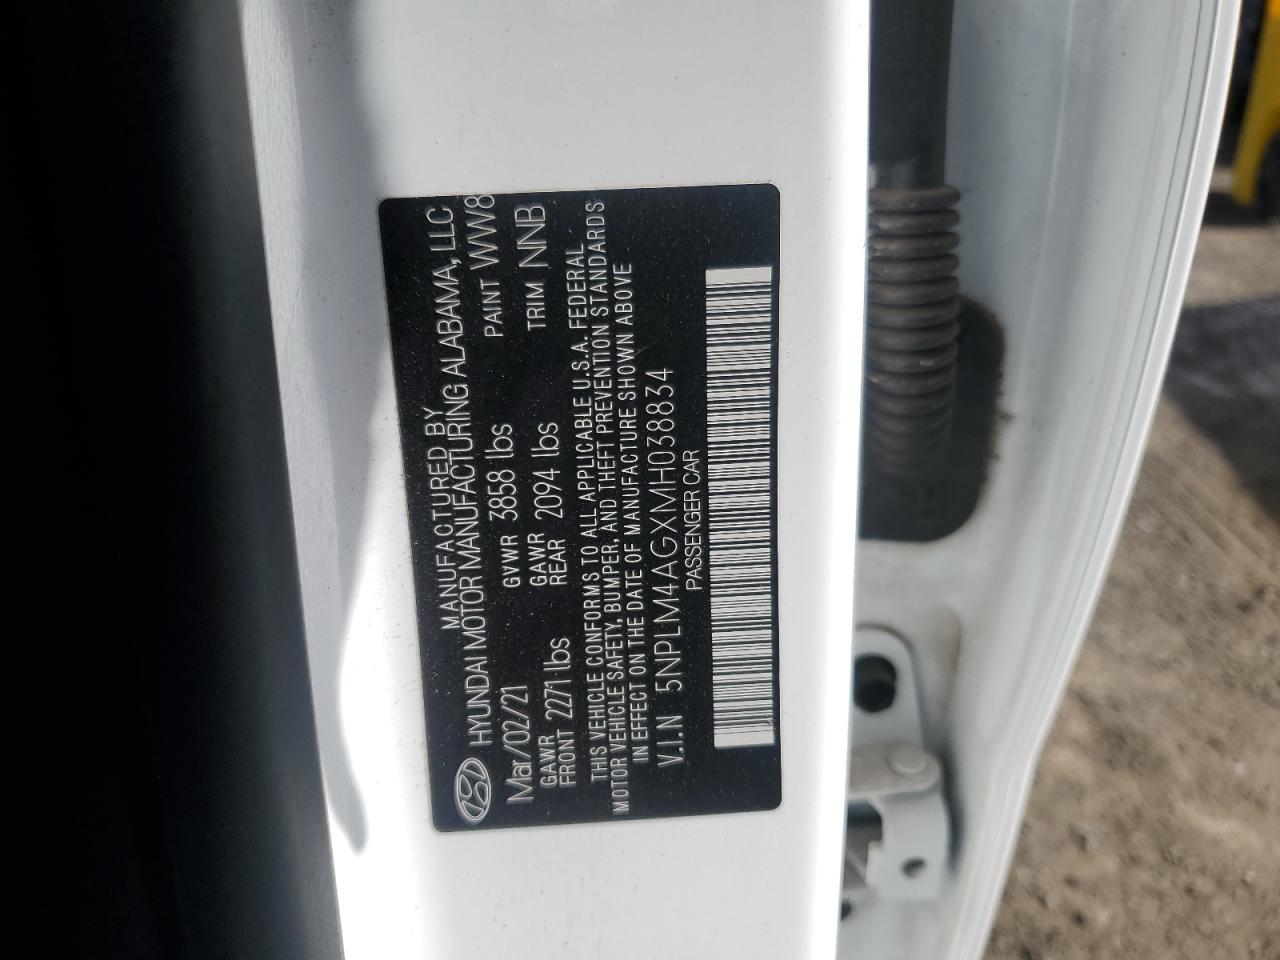 MANUFACTURED BY
HYUNDAI MOTOR MANUFACTURING ALABAMA, LLC
Mar/02/21 GVWR 3858 lbs PAINT WW8
GAWR FRONT 2271 lbs GAWR REAR 2094 lbs TRIM NNB
THIS VEHICLE CONFORMS TO ALL APPLICABLE U.S.A. FEDERAL
MOTOR VEHICLE SAFETY, BUMPER, AND THEFT PREVENTION STANDARDS
IN EFFECT ON THE DATE OF MANUFACTURE SHOWN ABOVE
V.I.N 5NPLM4AGXMH038834
PASSENGER CAR